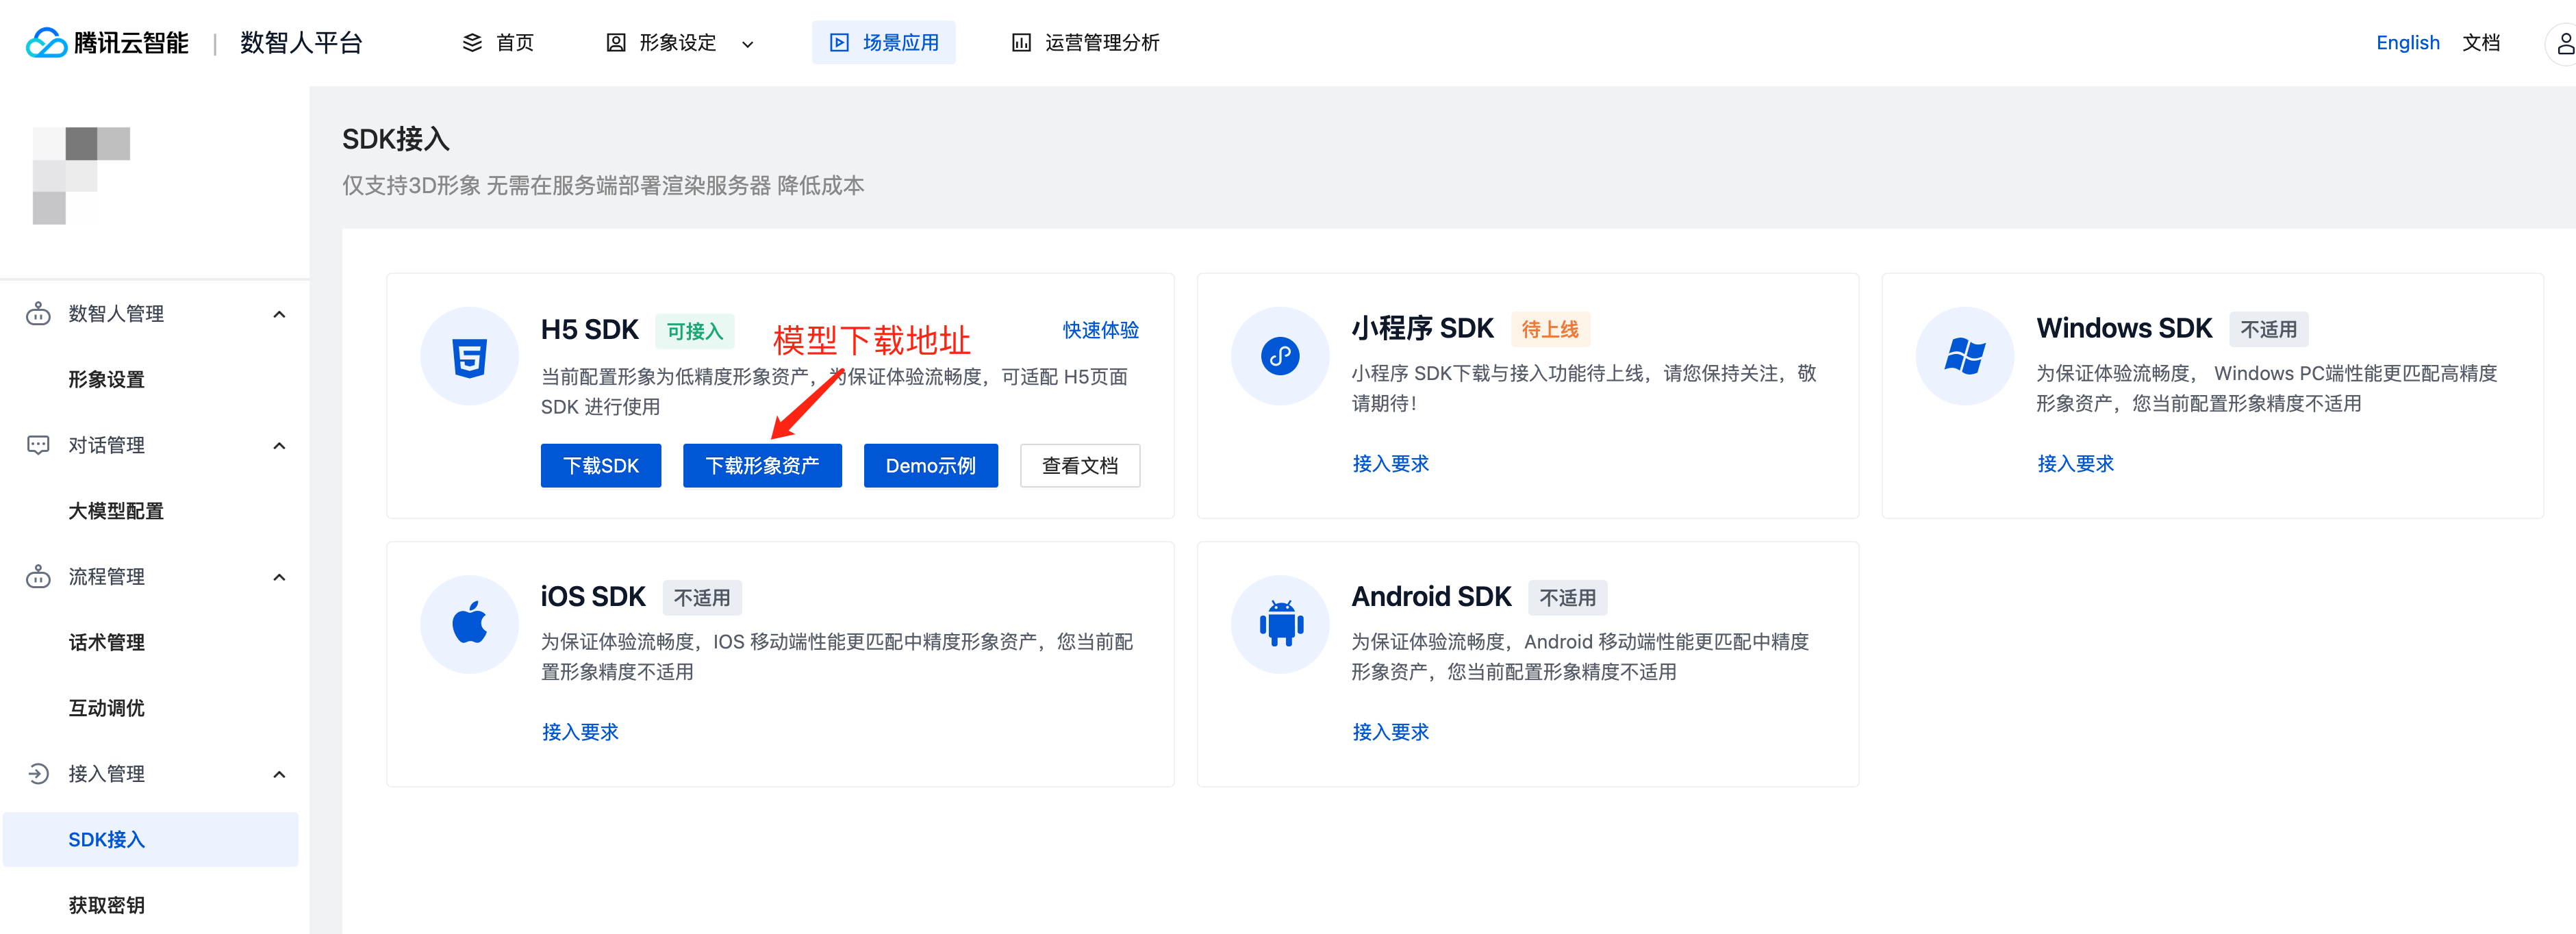 腾讯云智能 | 数智人平台 首页 形象设定 场景应用 运营管理分析 English 文档
SDK接入
仅支持3D形象 无需在服务端部署渲染服务器 降低成本
数智人管理
形象设置
对话管理
大模型配置
流程管理
话术管理
互动调优
接入管理
SDK接入
获取密钥
H5 SDK 可接入 快速体验
模型下载地址
当前配置形象为低精度形象资产，为保证体验流畅度，可适配 H5页面
SDK 进行使用
下载SDK 下载形象资产 Demo示例 查看文档
小程序 SDK 待上线
小程序 SDK下载与接入功能待上线，请您保持关注，敬
请期待！
接入要求
Windows SDK 不适用
为保证体验流畅度， Windows PC端性能更匹配高精度
形象资产，您当前配置形象精度不适用
接入要求
iOS SDK 不适用
为保证体验流畅度，IOS 移动端性能更匹配中精度形象资产，您当前配
置形象精度不适用
接入要求
Android SDK 不适用
为保证体验流畅度，Android 移动端性能更匹配中精度
形象资产，您当前配置形象精度不适用
接入要求